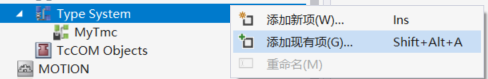 Type System
MyTmc
TcCOM Objects
MOTION
添加新项(W)... Ins
添加现有项(G)... Shift+Alt+A
重命名(M)